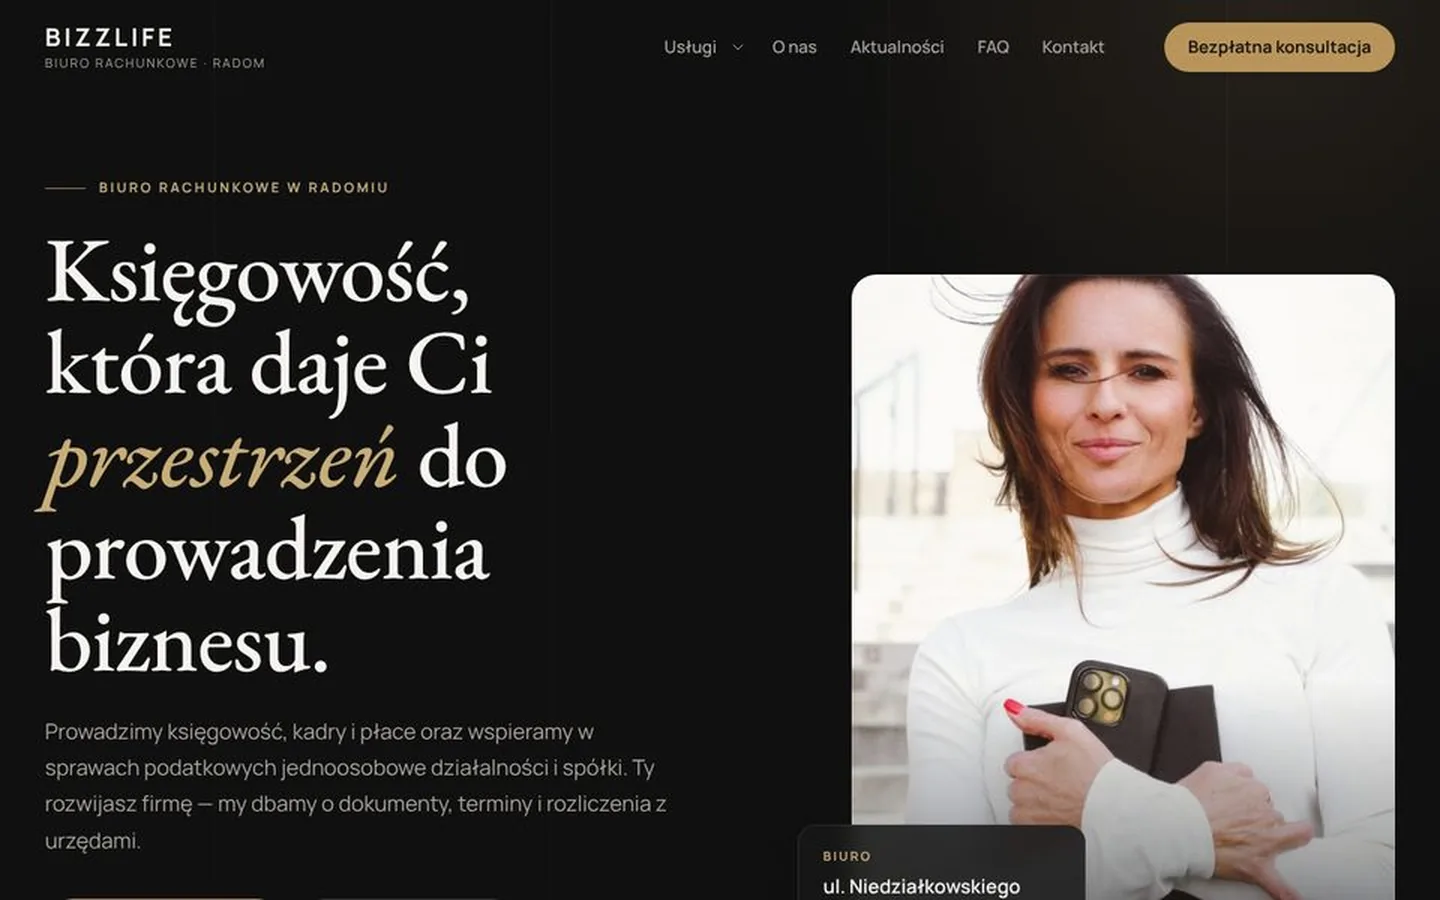 BIZZLIFE
BIURO RACHUNKOWE · RADOM
Usługi
O nas
Aktualności
FAQ
Kontakt
Bezpłatna konsultacja
BIURO RACHUNKOWE W RADOMIU
Księgowość,
która daje Ci
przestrzeń do
prowadzenia
biznesu.
Prowadzimy księgowość, kadry i płace oraz wspieramy w
sprawach podatkowych jednoosobowe działalności i spółki. Ty
rozwijasz firmę — my dbamy o dokumenty, terminy i rozliczenia z
urzędami.
BIURO
ul. Niedziałkowskiego